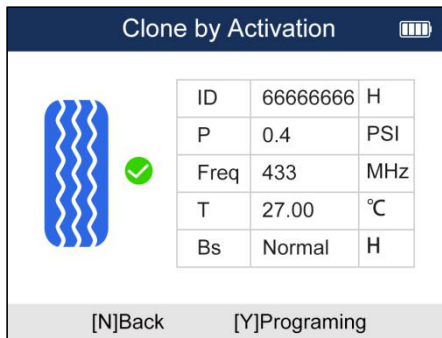 Clone by Activation
ID 66666666 H
P 0.4 PSI
Freq 433 MHz
T 27.00 ℃
Bs Normal H
[N]Back [Y]Programing